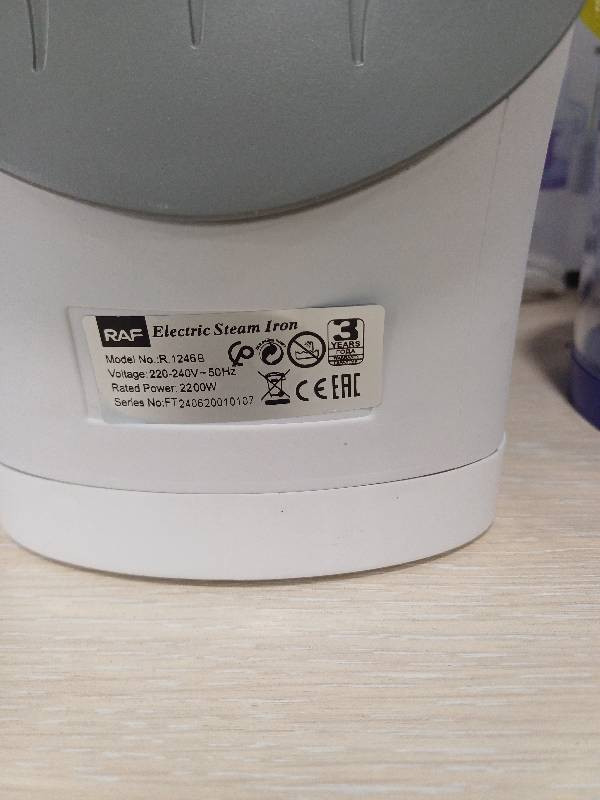 RAF Electric Steam Iron
Model No.:R.1246B
Voltage: 220-240V~50Hz
Rated Power: 2200W
Series No:FT240620010107
3
YEARS
ГОДА
CE EAC